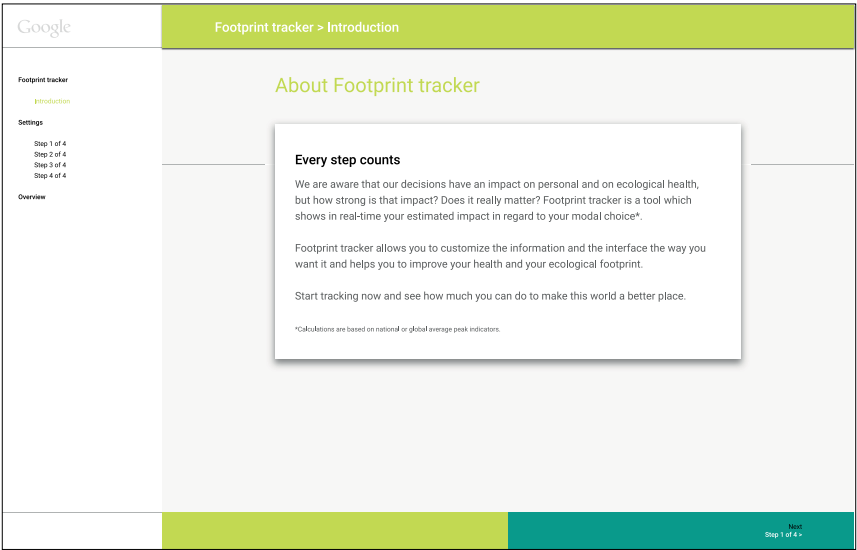 Google
Footprint tracker > Introduction
Footprint tracker
Introduction
Settings
Step 1 of 4
Step 2 of 4
Step 3 of 4
Step 4 of 4
Overview
About Footprint tracker
Every step counts
We are aware that our decisions have an impact on personal and on ecological health,
but how strong is that impact? Does it really matter? Footprint tracker is a tool which
shows in real-time your estimated impact in regard to your modal choice*.
Footprint tracker allows you to customize the information and the interface the way you
want it and helps you to improve your health and your ecological footprint.
Start tracking now and see how much you can do to make this world a better place.
*Calculations are based on national or global average peak indicators.
Next
Step 1 of 4 >